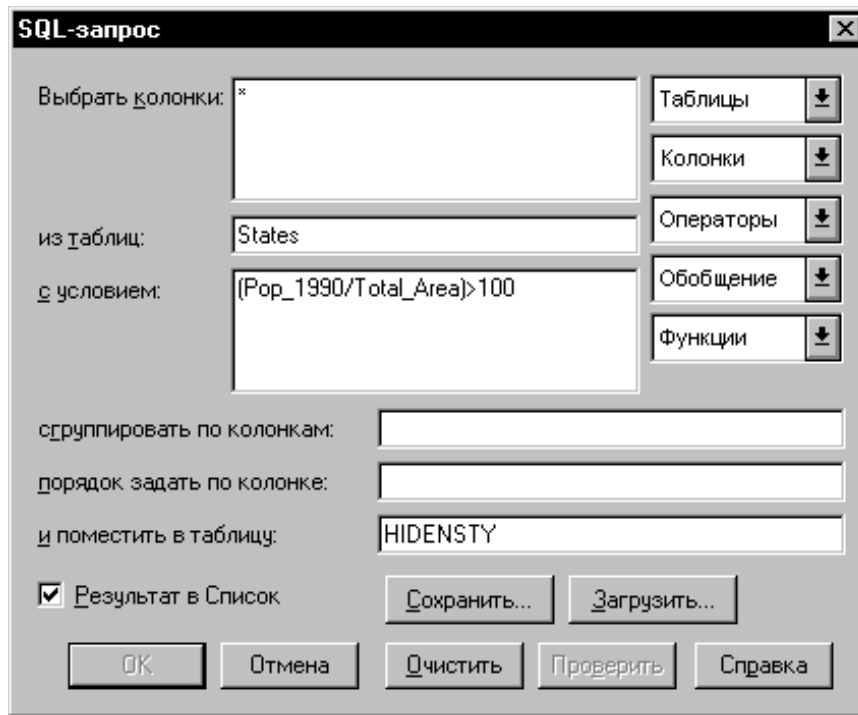 SQL-запрос
Выбрать колонки: *
Таблицы
Колонки
из таблиц: States
Операторы
с условием: (Pop_1990/Total_Area)>100
Обобщение
Функции
сгруппировать по колонкам:
порядок задать по колонке:
и поместить в таблицу: HIDENSTY
Результат в Список
Сохранить... Загрузить...
OK Отмена Очистить Проверить Справка